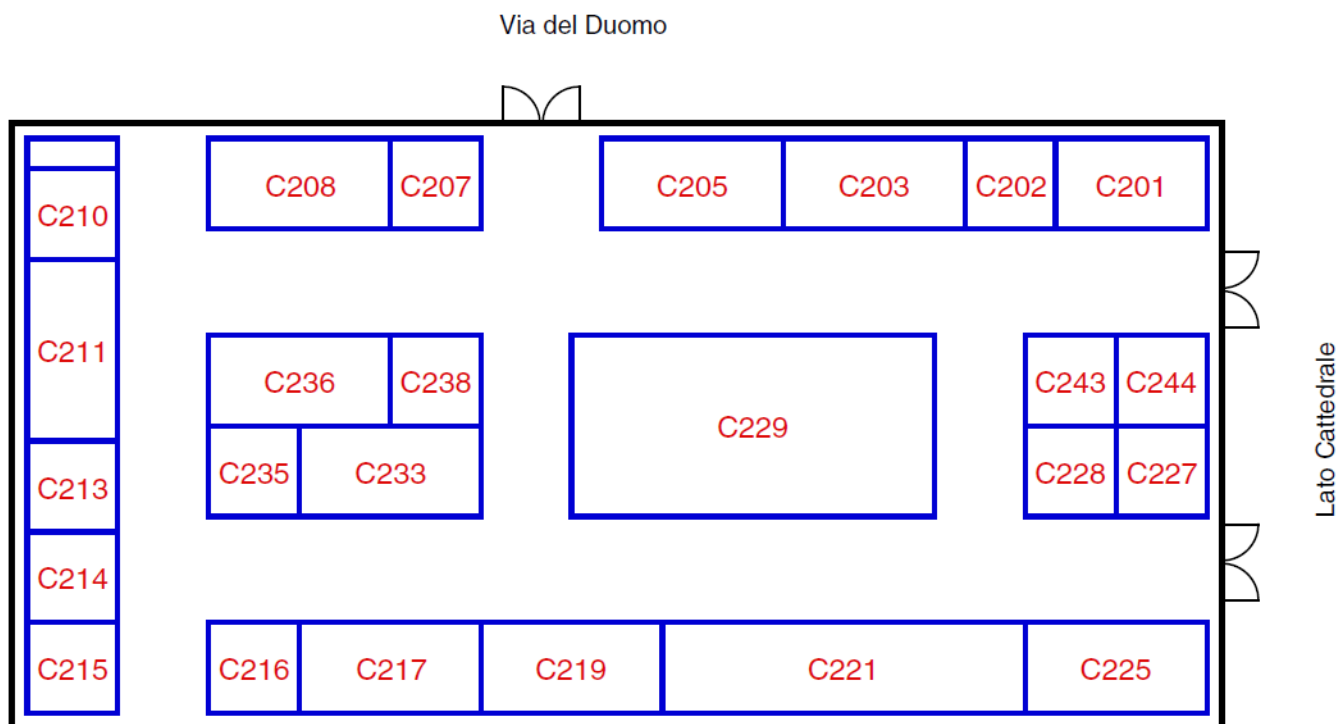 Via del Duomo
C208 C207 C205 C203 C202 C201
C210
C211
C236 C238 C229 C243 C244
C235 C233 C228 C227
C213
C214
C215 C216 C217 C219 C221 C225
Lato Cattedrale